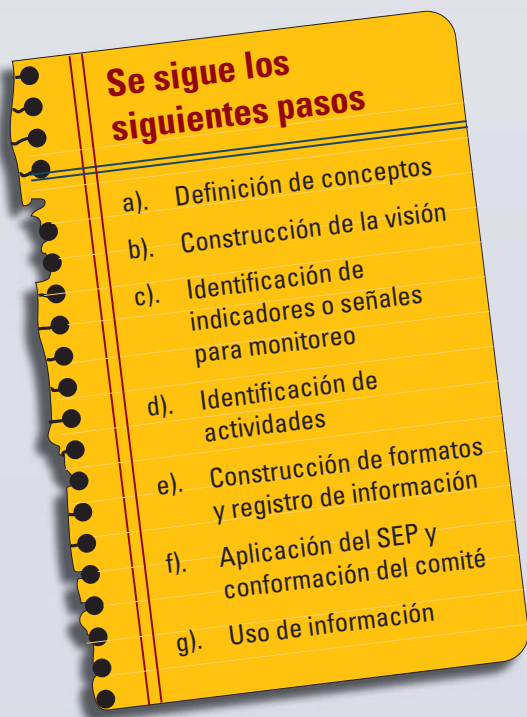 Se sigue los
siguientes pasos
a). Definición de conceptos
b). Construcción de la visión
c). Identificación de
indicadores o señales
para monitoreo
d). Identificación de
actividades
e). Construcción de formatos
y registro de información
f). Aplicación del SEP y
conformación del comité
g). Uso de información